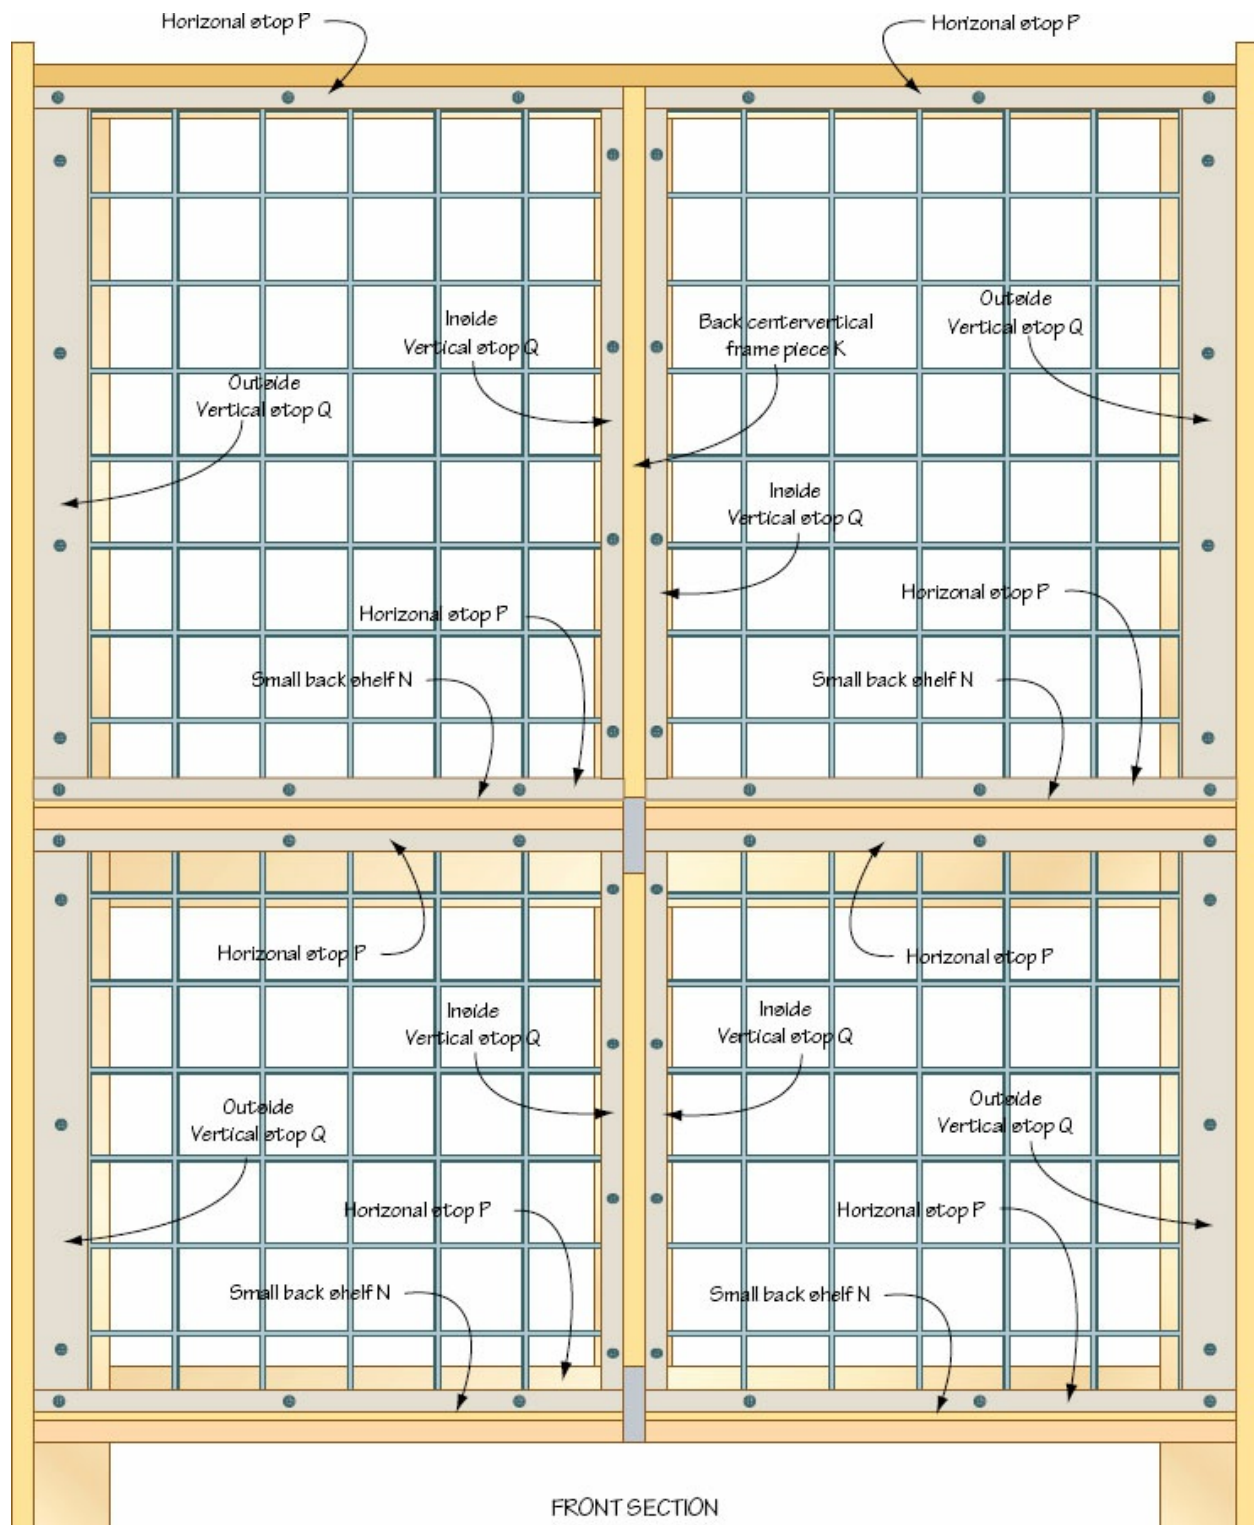 Horizonal stop P
Horizonal stop P
Inside
Vertical stop Q
Back centervertical
frame piece K
Outside
Vertical stop Q
Outside
Vertical stop Q
Inside
Vertical stop Q
Horizonal stop P
Horizonal stop P
Small back shelf N
Small back shelf N
Horizonal stop P
Horizonal stop P
Inside
Vertical stop Q
Inside
Vertical stop Q
Outside
Vertical stop Q
Outside
Vertical stop Q
Horizonal stop P
Horizonal stop P
Small back shelf N
Small back shelf N
FRONT SECTION